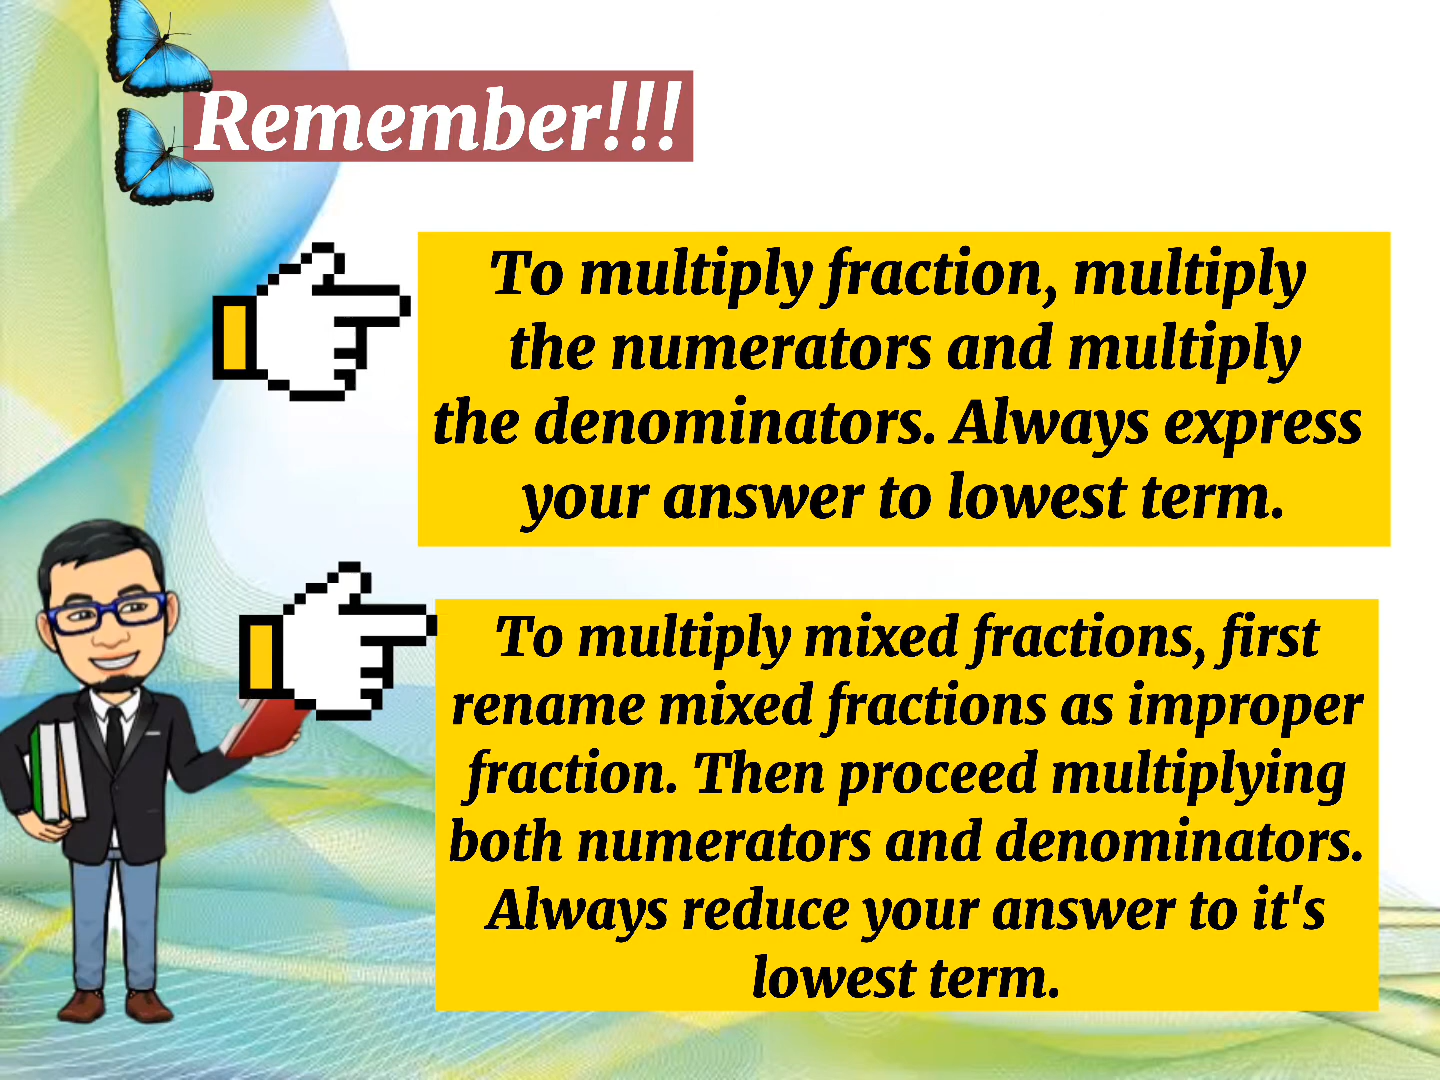 Remember!!!
To multiply fraction, multiply
the numerators and multiply
the denominators. Always express
your answer to lowest term.
To multiply mixed fractions, first
rename mixed fractions as improper
fraction. Then proceed multiplying
both numerators and denominators.
Always reduce your answer to it's
lowest term.